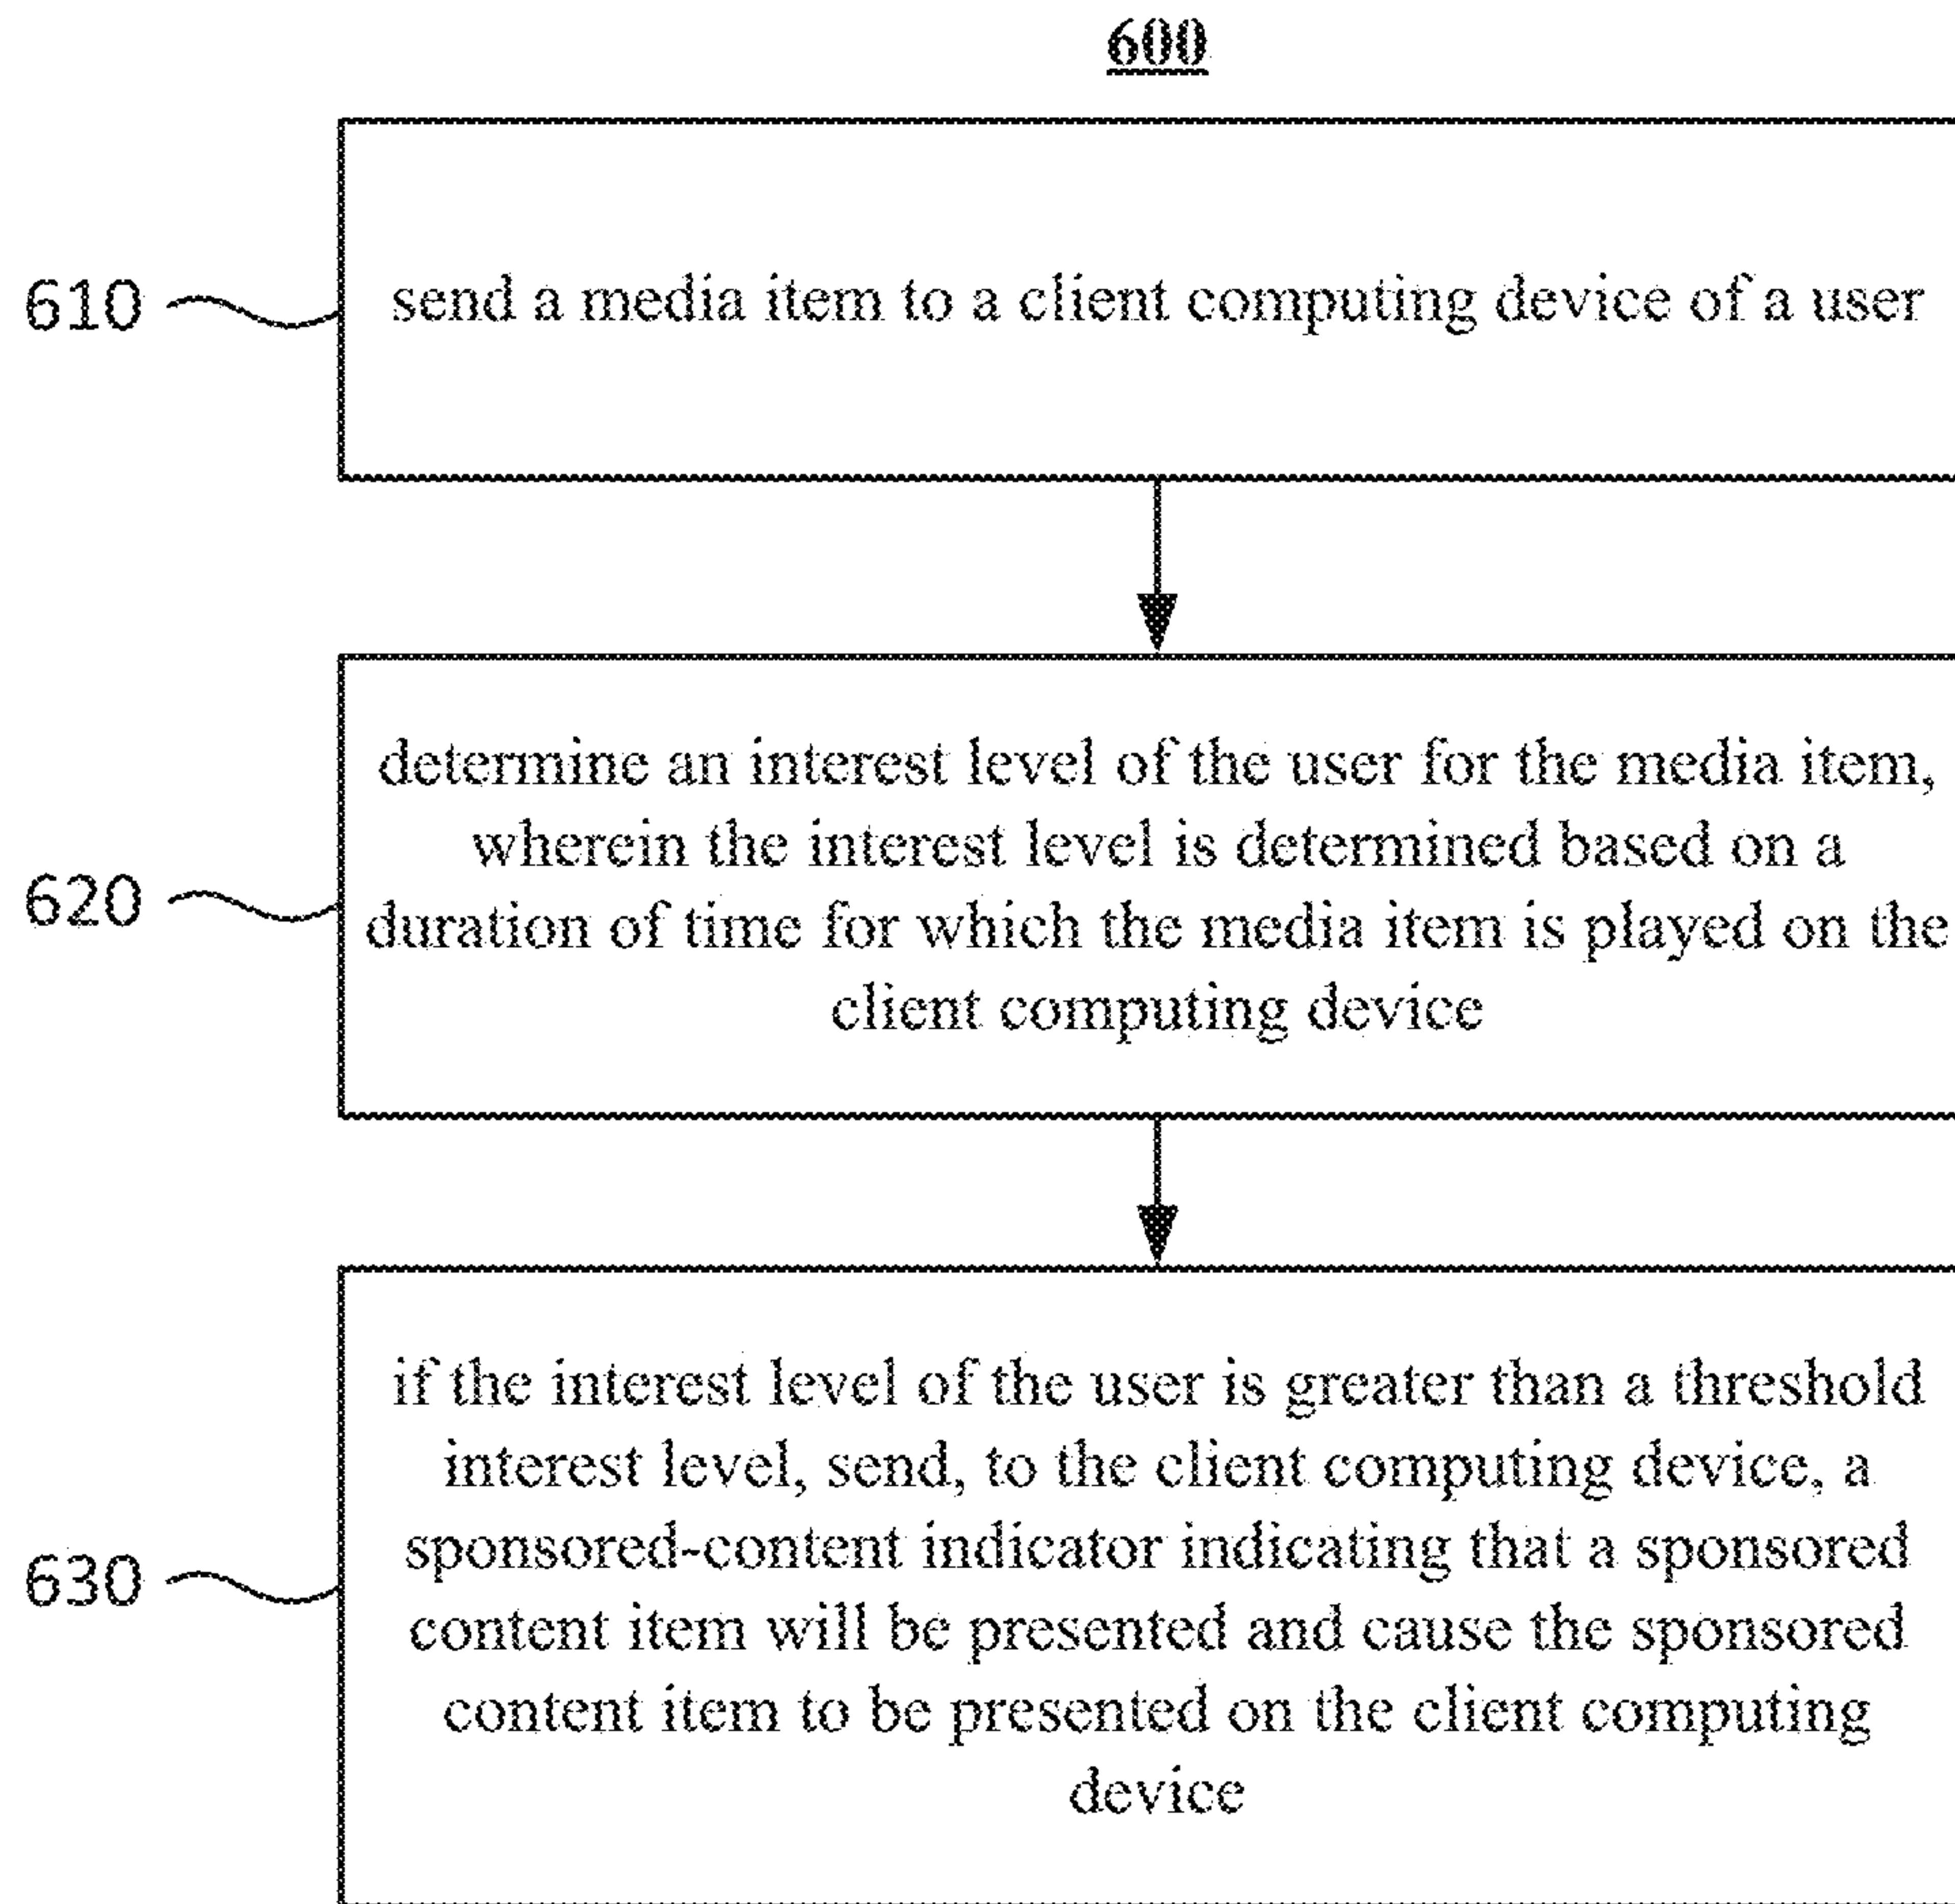 600
610
send a media item to a client computing device of a user
620
determine an interest level of the user for the media item,
wherein the interest level is determined based on a
duration of time for which the media item is played on the
client computing device
630
if the interest level of the user is greater than a threshold
interest level, send, to the client computing device, a
sponsored-content indicator indicating that a sponsored
content item will be presented and cause the sponsored
content item to be presented on the client computing
device